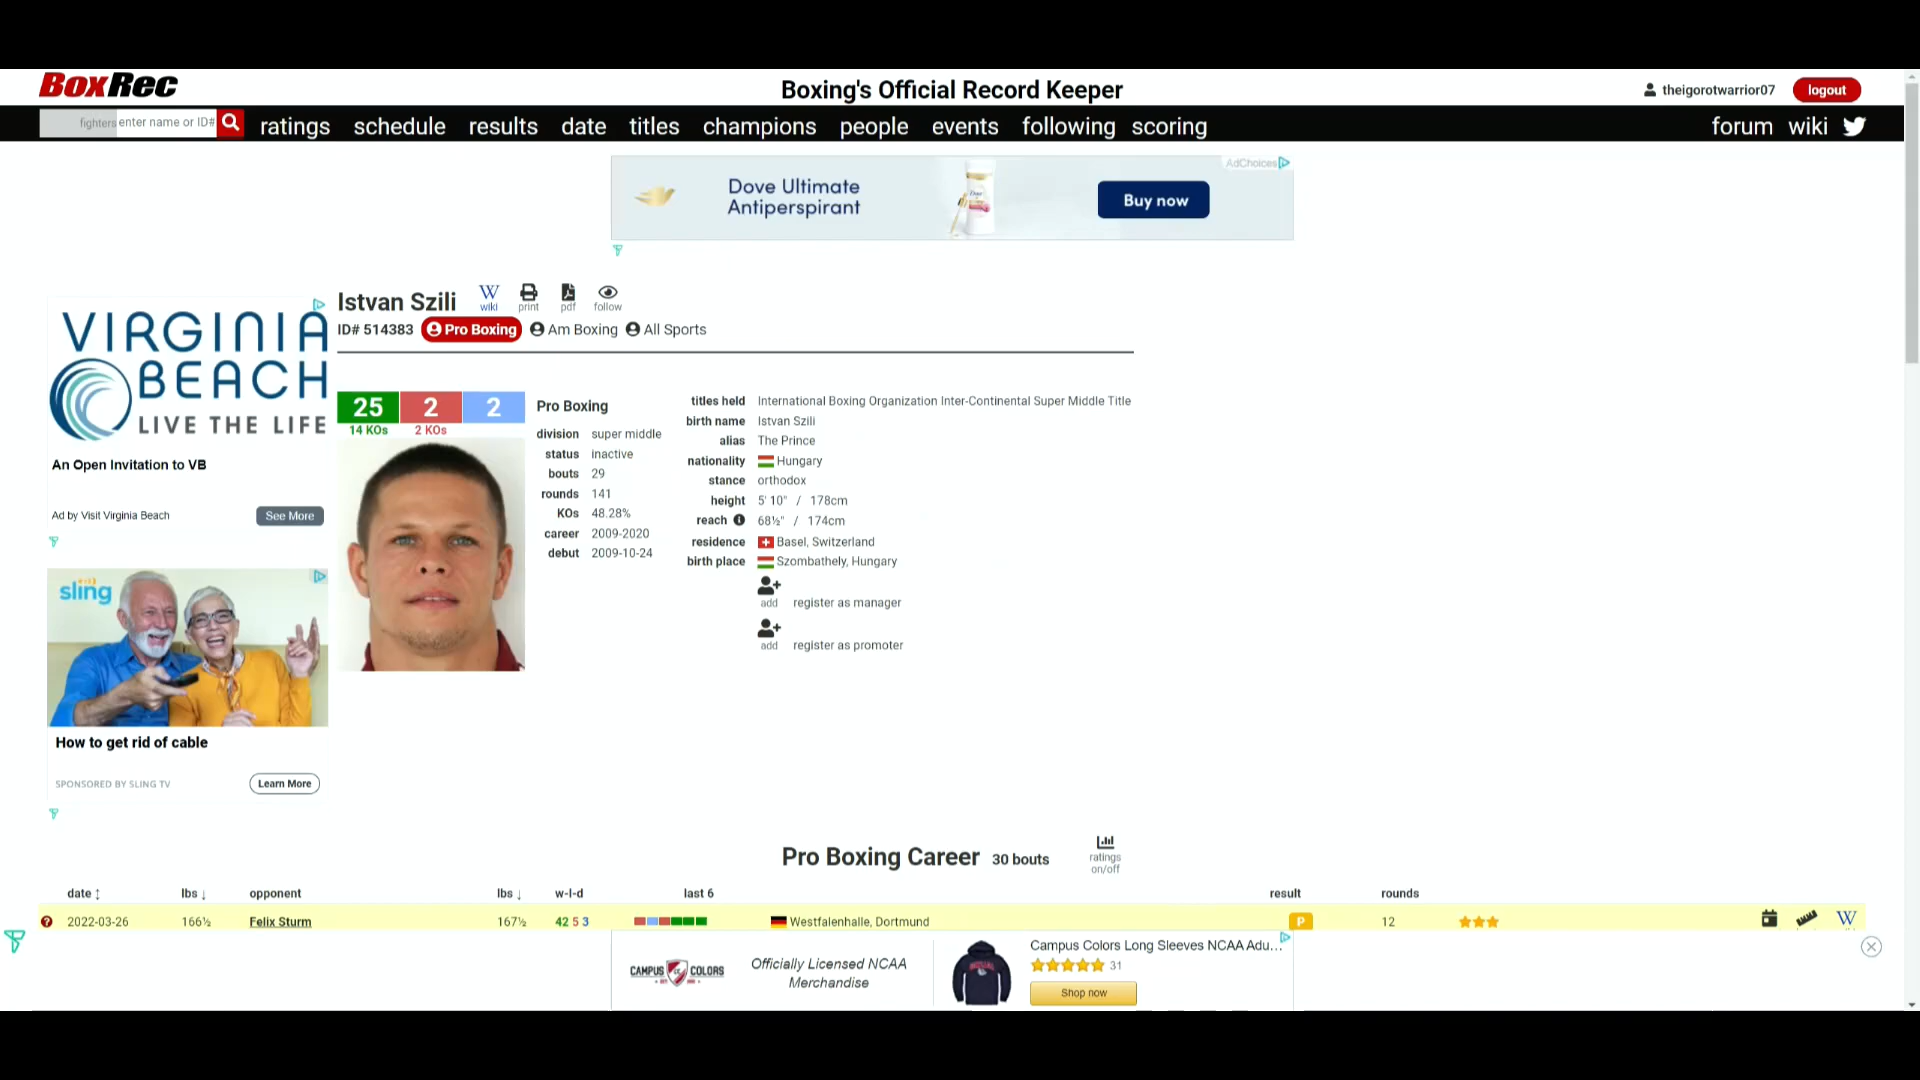 BoxRec
Boxing's Official Record Keeper
theigorotwarrior07 logout
fighters enter name or ID# ratings schedule results date titles champions people events following scoring forum wiki
AdChoices
Dove Ultimate
Antiperspirant
Buy now
VIRGINIA
BEACH
LIVE THE LIFE
An Open Invitation to VB
Ad by Visit Virginia Beach See More
sling
How to get rid of cable
SPONSORED BY SLING TV Learn More
Istvan Szili wiki print pdf follow
ID# 514383 Pro Boxing Am Boxing All Sports
25 2 2
14 KOs 2 KOs
Pro Boxing
division super middle
status inactive
bouts 29
rounds 141
KOs 48.28%
career 2009-2020
debut 2009-10-24
titles held International Boxing Organization Inter-Continental Super Middle Title
birth name Istvan Szili
alias The Prince
nationality Hungary
stance orthodox
height 5' 10" / 178cm
reach 68½" / 174cm
residence Basel, Switzerland
birth place Szombathely, Hungary
add register as manager
add register as promoter
Pro Boxing Career 30 bouts
ratings
on/off
date lbs opponent lbs w-l-d last 6 result rounds
2022-03-26 166½ Felix Sturm 167½ 42 5 3 Westfalenhalle, Dortmund P 12 W
CAMPUS COLORS
Officially Licensed NCAA
Merchandise
Campus Colors Long Sleeves NCAA Adu...
31
Shop now